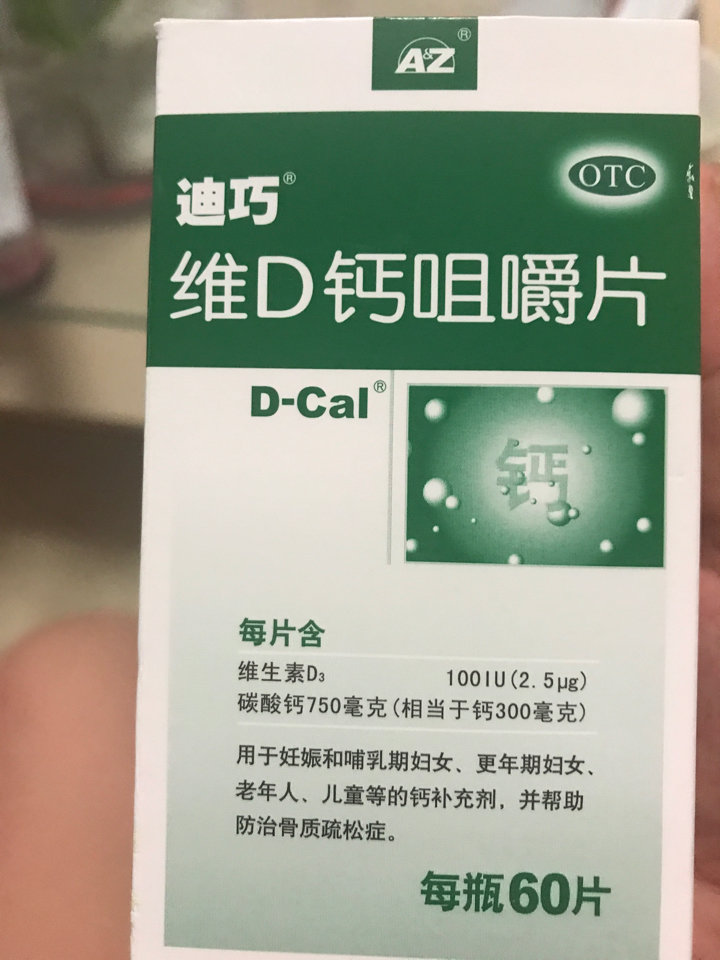 A&Z®
OTC
迪巧®
维D钙咀嚼片
D-Cal®
钙
每片含
维生素D₃ 100IU(2.5μg)
碳酸钙750毫克(相当于钙300毫克)
用于妊娠和哺乳期妇女、更年期妇女、
老年人、儿童等的钙补充剂，并帮助
防治骨质疏松症。
每瓶60片